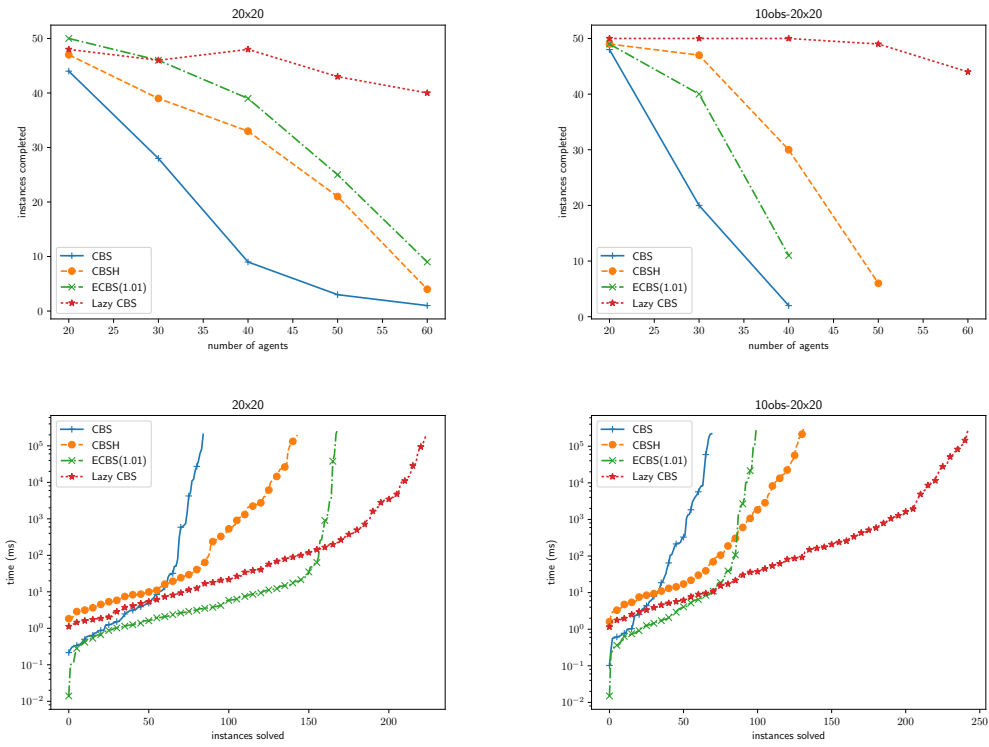 20x20
instances completed
50
40
30
20
10
0
CBS
CBSH
ECBS(1.01)
Lazy CBS
20 25 30 35 40 45 50 55 60
number of agents
10obs-20x20
instances completed
50
40
30
20
10
0
CBS
CBSH
ECBS(1.01)
Lazy CBS
20 25 30 35 40 45 50 55 60
number of agents
20x20
time (ms)
10^5
10^4
10^3
10^2
10^1
10^0
10^−1
10^−2
CBS
CBSH
ECBS(1.01)
Lazy CBS
0 50 100 150 200
instances solved
10obs-20x20
time (ms)
10^5
10^4
10^3
10^2
10^1
10^0
10^−1
10^−2
CBS
CBSH
ECBS(1.01)
Lazy CBS
0 50 100 150 200 250
instances solved